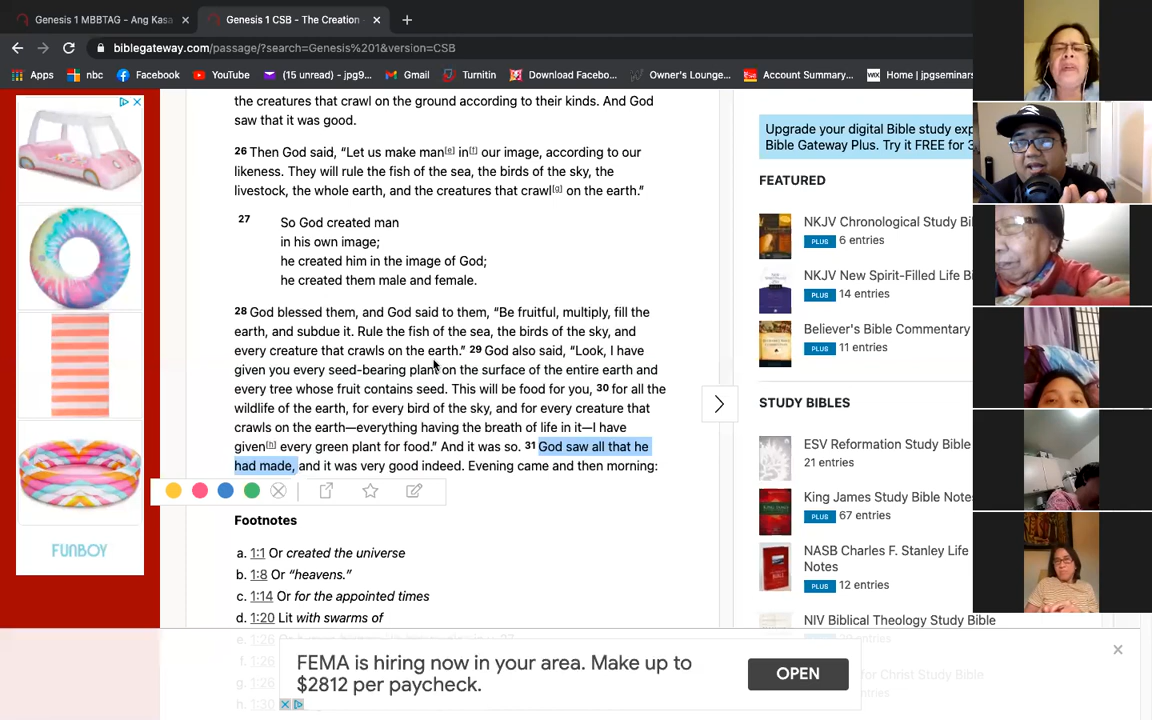 Genesis 1 MBBTAG - Ang Kasa
Genesis 1 CSB - The Creation
biblegateway.com/passage/?search=Genesis%201&version=CSB
Apps
nbc
Facebook
YouTube
(15 unread) - jpg9...
Gmail
Turnitin
Download Facebo...
Owner's Lounge...
Account Summary...
Home | jpgseminars
the creatures that crawl on the ground according to their kinds. And God
saw that it was good.
26 Then God said, “Let us make man[e] in[f] our image, according to our
likeness. They will rule the fish of the sea, the birds of the sky, the
livestock, the whole earth, and the creatures that crawl[g] on the earth.”
27 So God created man
in his own image;
he created him in the image of God;
he created them male and female.
28 God blessed them, and God said to them, “Be fruitful, multiply, fill the
earth, and subdue it. Rule the fish of the sea, the birds of the sky, and
every creature that crawls on the earth.” 29 God also said, “Look, I have
given you every seed-bearing plant on the surface of the entire earth and
every tree whose fruit contains seed. This will be food for you, 30 for all the
wildlife of the earth, for every bird of the sky, and for every creature that
crawls on the earth—everything having the breath of life in it—I have
given[h] every green plant for food.” And it was so. 31 God saw all that he
had made, and it was very good indeed. Evening came and then morning:
Footnotes
a. 1:1 Or created the universe
b. 1:8 Or “heavens.”
c. 1:14 Or for the appointed times
d. 1:20 Lit with swarms of
e. 1:26
f. 1:26
g. 1:26
h. 1:30
FUNBOY
Upgrade your digital Bible study exp
Bible Gateway Plus. Try it FREE for 3
FEATURED
NKJV Chronological Study Bibl
PLUS 6 entries
NKJV New Spirit-Filled Life Bi
PLUS 14 entries
Believer's Bible Commentary
PLUS 11 entries
STUDY BIBLES
ESV Reformation Study Bible
21 entries
King James Study Bible Notes
PLUS 67 entries
NASB Charles F. Stanley Life
Notes
PLUS 12 entries
NIV Biblical Theology Study Bible
for Christ Study Bible
entries
FEMA is hiring now in your area. Make up to
$2812 per paycheck.
OPEN